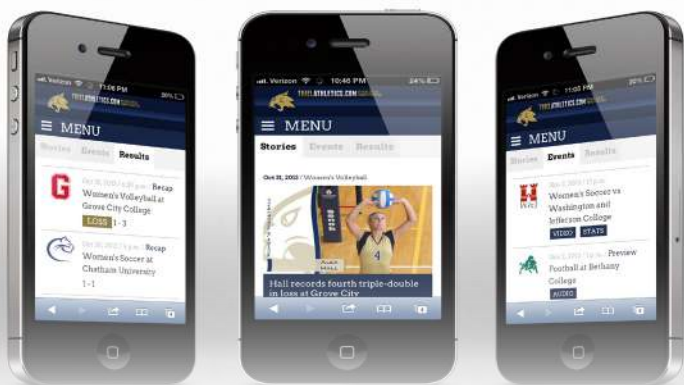 Verizon 11:06 PM 20%
THIELATHLETICS.COM
MENU
Stories Events Results
Recap
Women's Volleyball at
Grove City College
LOSS 1 - 3
Recap
Women's Soccer at
Chatham University
1-1
Verizon 10:46 PM 24%
THIELATHLETICS.COM
MENU
Stories Events Results
Oct 31, 2013 / Women's Volleyball
4
Hall records fourth triple-double
in loss at Grove City
Verizon 11:06 PM
THIELATHLETICS.COM
MENU
Stories Events Results
Women's Soccer vs
Washington and
Jefferson College
VIDEO STATS
Preview
Football at Bethany
College
AUDIO